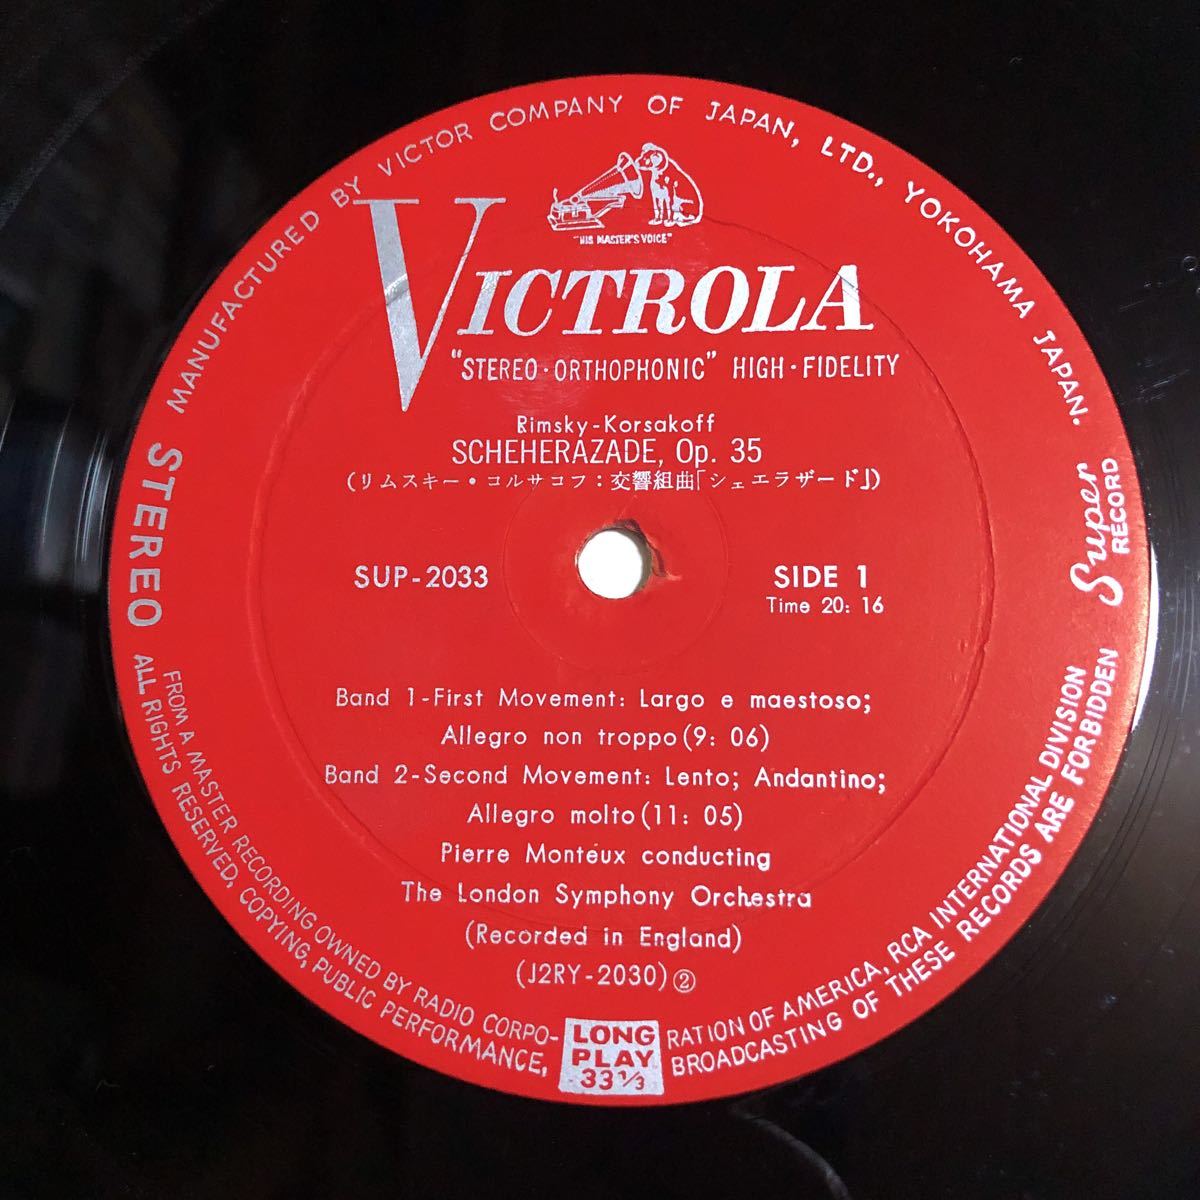 MANUFACTURED BY VICTOR COMPANY OF JAPAN, LTD., YOKOHAMA JAPAN.
"HIS MASTER'S VOICE"
VICTROLA
"STEREO·ORTHOPHONIC" HIGH·FIDELITY
Rimsky-Korsakoff
SCHEHERAZADE, Op. 35
(リムスキー・コルサコフ：交響組曲「シェエラザード」)
STEREO
Super
RECORD
SUP-2033
SIDE 1
Time 20: 16
Band 1-First Movement: Largo e maestoso;
Allegro non troppo(9: 06)
Band 2-Second Movement: Lento; Andantino;
Allegro molto(11: 05)
Pierre Monteux conducting
The London Symphony Orchestra
(Recorded in England)
(J2RY-2030)②
FROM A MASTER RECORDING OWNED BY RADIO CORPO-
RATION OF AMERICA, RCA INTERNATIONAL DIVISION
ALL RIGHTS RESERVED, COPYING, PUBLIC PERFORMANCE,
BROADCASTING OF THESE RECORDS ARE FORBIDDEN
LONG
PLAY
33 1/3